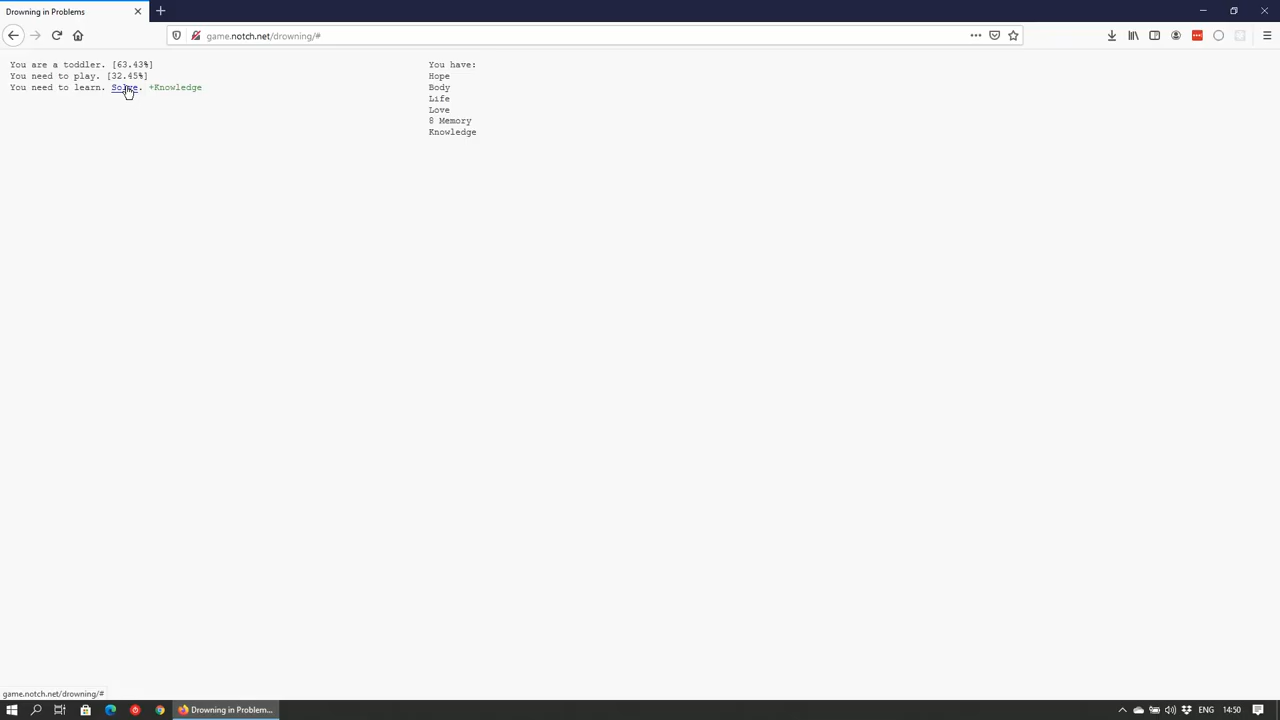 Drowning in Problems
game.notch.net/drowning/#
You are a toddler. [63.43%]
You need to play. [32.45%]
You need to learn. Solve. +Knowledge
You have:
Hope
Body
Life
Love
8 Memory
Knowledge
game.notch.net/drowning/#
Drowning in Problem...
ENG
14:50